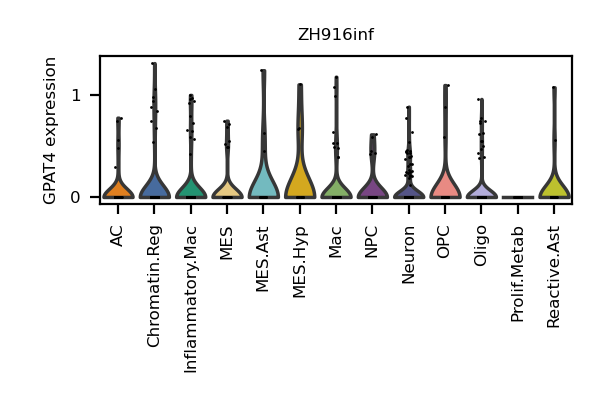 ZH916inf
GPAT4 expression
1
0
AC
Chromatin.Reg
Inflammatory.Mac
MES
MES.Ast
MES.Hyp
Mac
NPC
Neuron
OPC
Oligo
Prolif.Metab
Reactive.Ast